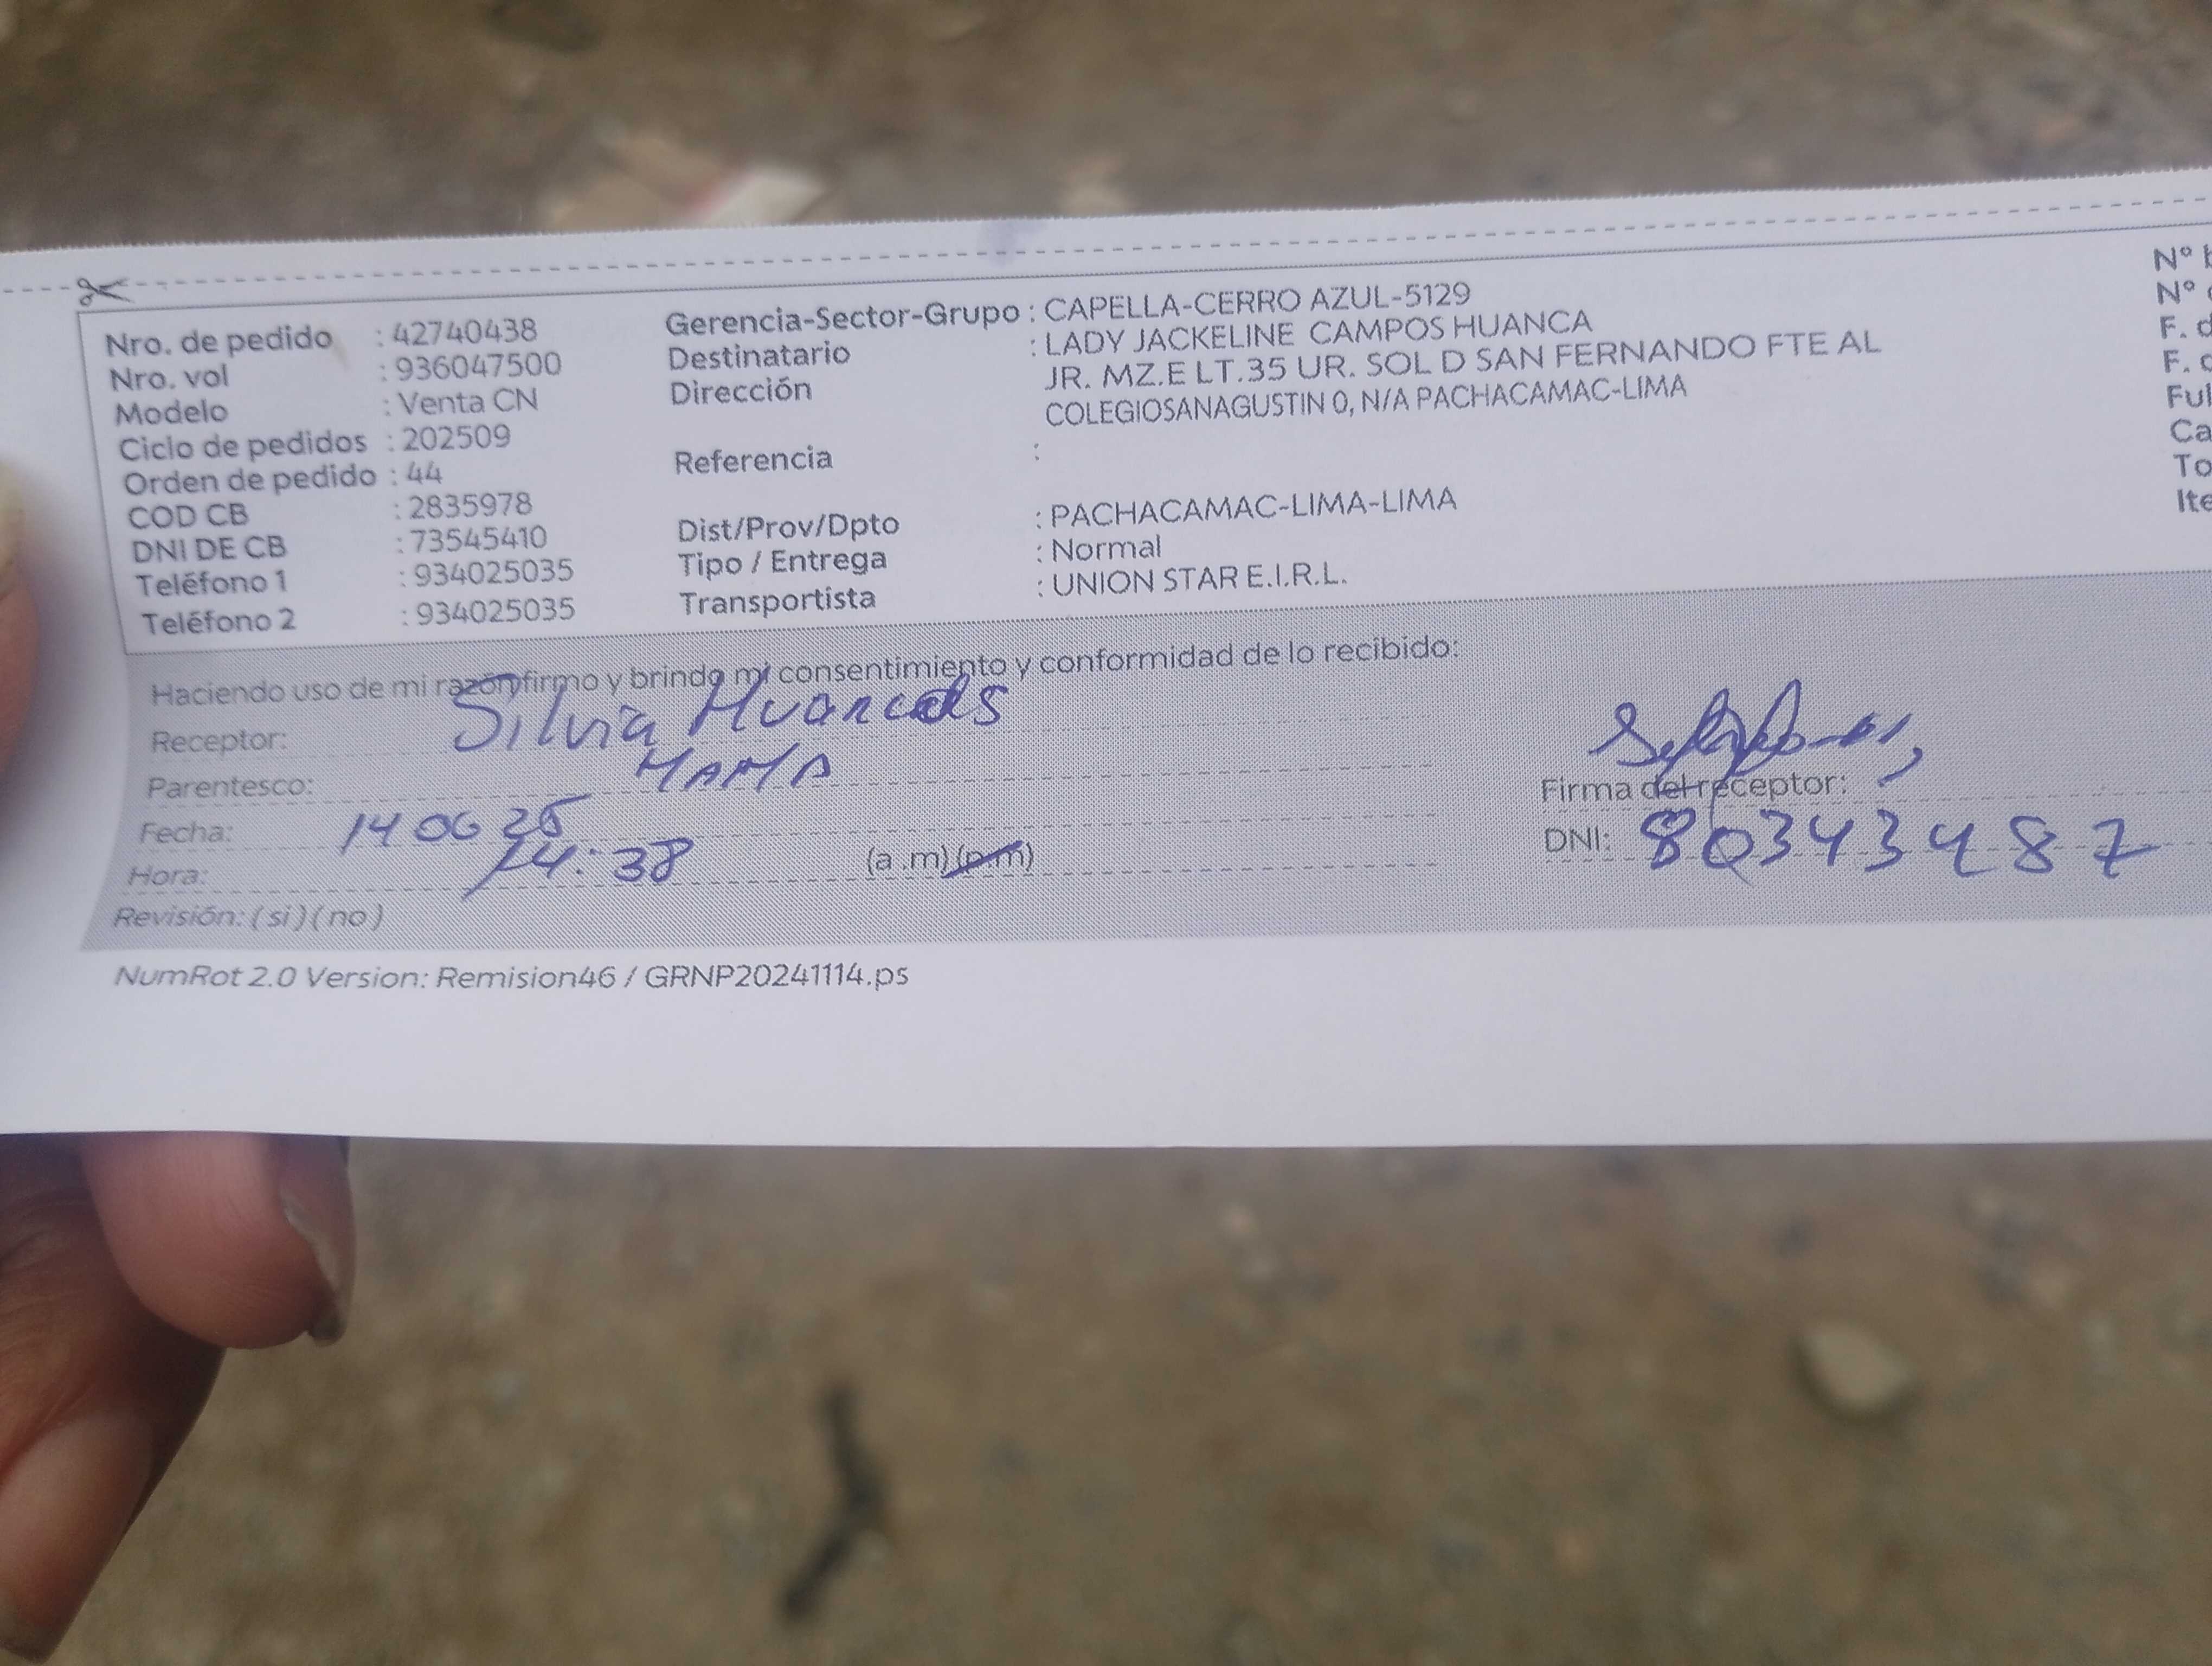 Nro. de pedido : 42740438
Nro. vol : 936047500
Modelo : Venta CN
Ciclo de pedidos : 202509
Orden de pedido : 44
COD CB : 2835978
DNI DE CB : 73545410
Teléfono 1 : 934025035
Teléfono 2 : 934025035
Gerencia-Sector-Grupo : CAPELLA-CERRO AZUL-5129
Destinatario : LADY JACKELINE CAMPOS HUANCA
Dirección JR. MZ.E LT.35 UR. SOL D SAN FERNANDO FTE AL
COLEGIOSANAGUSTIN 0, N/A PACHACAMAC-LIMA
Referencia :
Dist/Prov/Dpto : PACHACAMAC-LIMA-LIMA
Tipo / Entrega : Normal
Transportista : UNION STAR E.I.R.L.
Nº
Nº
F. d
F.
Ful
Ca
To
Ite
Haciendo uso de mi razón firmo y brindo mi consentimiento y conformidad de lo recibido:
Receptor: Silvia
Parentesco: MAMA
Fecha: 14 06 25
Hora: 14:38 (a .m) (p.m)
Revisión: ( si ) ( no )
Firma del receptor:
DNI: 80343487
NumRot 2.0 Version: Remision46 / GRNP20241114.ps